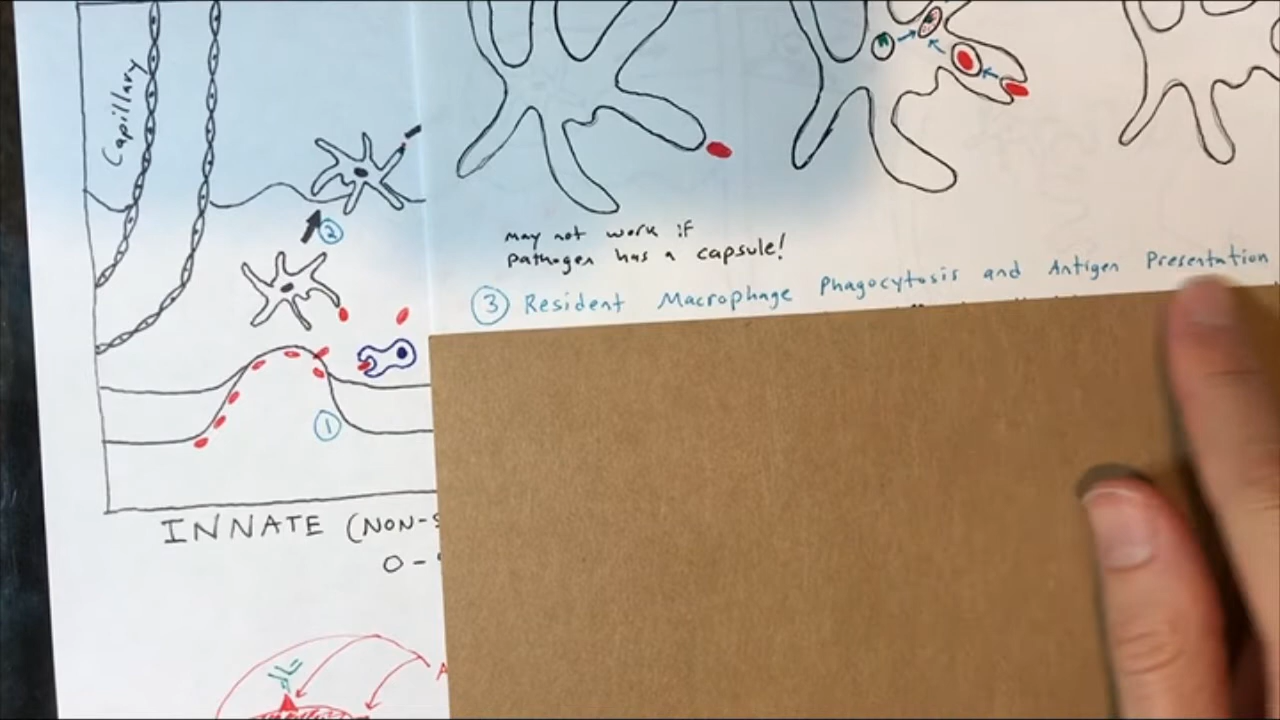 Capillary
②
①
may not work if
pathogen has a capsule!
③ Resident Macrophage Phagocytosis and Antigen Presentation
INNATE (NON-
0-
A